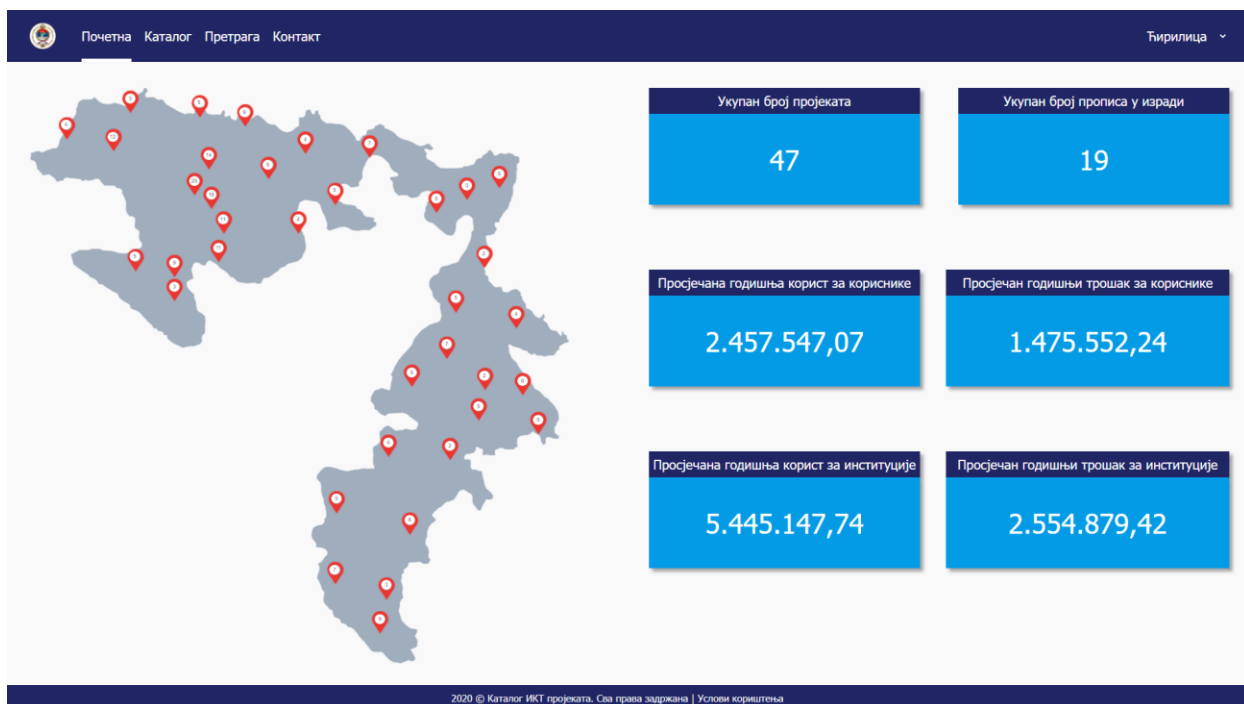 Почетна Каталог Претрага Контакт
Ћирилица
Укупан број пројеката
47
Укупан број прописа у изради
19
Просјечана годишња корист за кориснике
2.457.547,07
Просјечан годишњи трошак за кориснике
1.475.552,24
Просјечана годишња корист за институције
5.445.147,74
Просјечан годишњи трошак за институције
2.554.879,42
2020 © Каталог ИКТ пројеката. Сва права задржана | Услови кориштења